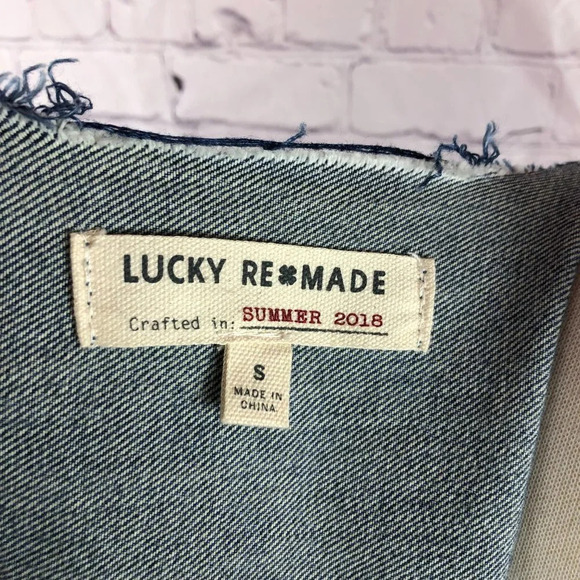 LUCKY RE MADE
Crafted in: SUMMER 2018
S
MADE IN
CHINA